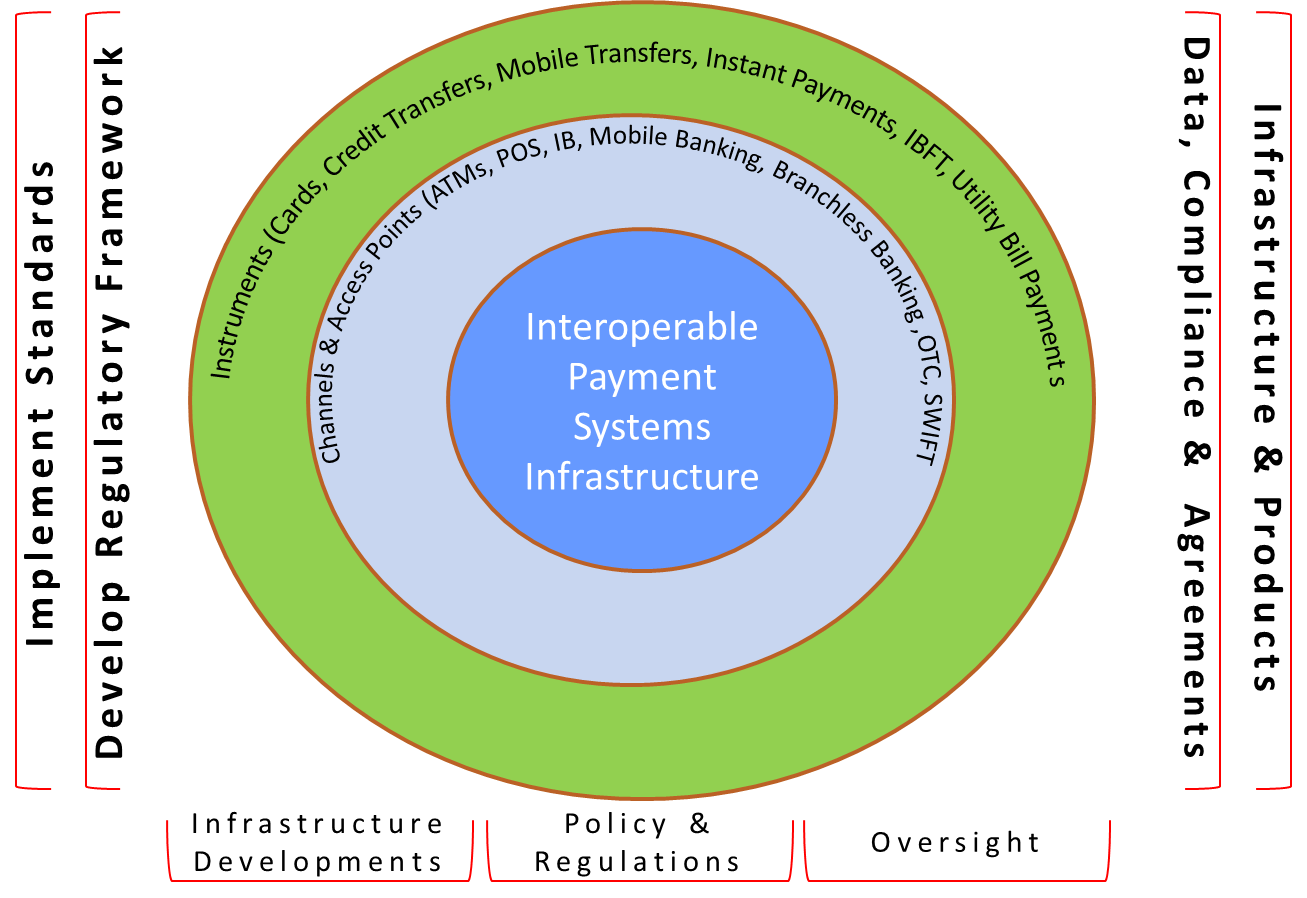 Implement Standards
Develop Regulatory Framework
Instruments (Cards, Credit Transfers, Mobile Transfers, Instant Payments, IBFT, Utility Bill Payment s
Channels & Access Points (ATMs, POS, IB, Mobile Banking, Branchless Banking ,OTC, SWIFT
Interoperable
Payment
Systems
Infrastructure
Data, Compliance & Agreements
Infrastructure & Products
Infrastructure
Developments
Policy &
Regulations
Oversight